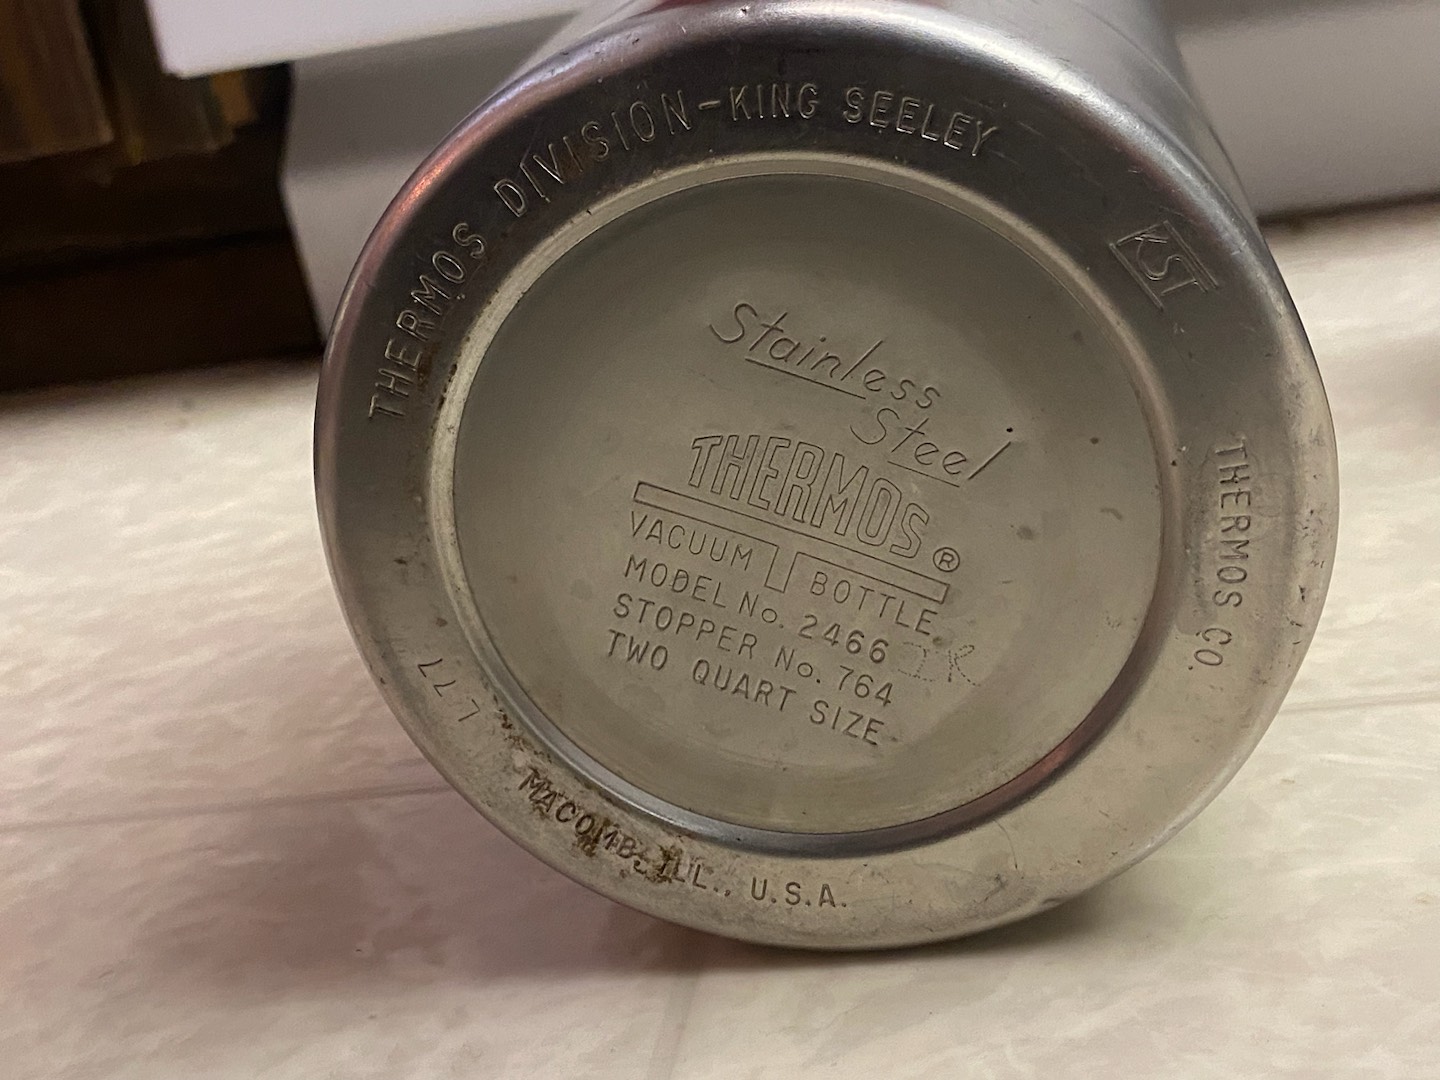 THERMOS DIVISION-KING SEELEY
KST
THERMOS CO.
Stainless
Steel
THERMOS®
VACUUM BOTTLE
MODEL No. 2466
STOPPER No. 764
TWO QUART SIZE
L 77
MACOMB, ILL., U.S.A.